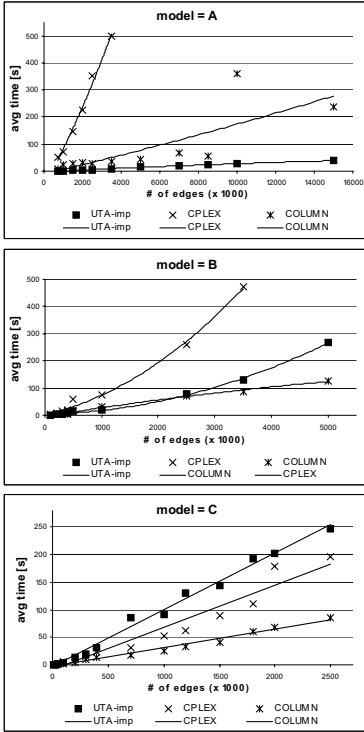 model = A
avg time [s]
500
400
300
200
100
0
0 2000 4000 6000 8000 10000 12000 14000 16000
# of edges (x 1000)
UTA-imp CPLEX COLUMN
UTA-imp CPLEX COLUMN
model = B
avg time [s]
500
400
300
200
100
0
0 1000 2000 3000 4000 5000
# of edges (x 1000)
UTA-imp CPLEX COLUMN
UTA-imp COLUMN CPLEX
model = C
avg time [s]
250
200
150
100
50
0
0 500 1000 1500 2000 2500
# of edges (x 1000)
UTA-imp CPLEX COLUMN
UTA-imp CPLEX COLUMN